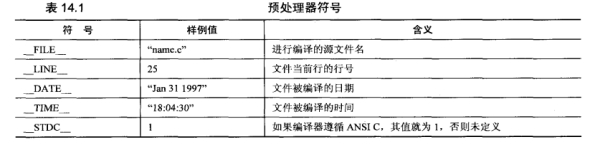 表 14.1 预处理器符号
符 号 样例值 含义
__FILE__ "name.c" 进行编译的源文件名
__LINE__ 25 文件当前行的行号
__DATE__ "Jan 31 1997" 文件被编译的日期
__TIME__ "18:04:30" 文件被编译的时间
__STDC__ 1 如果编译器遵循 ANSI C，其值就为 1，否则未定义